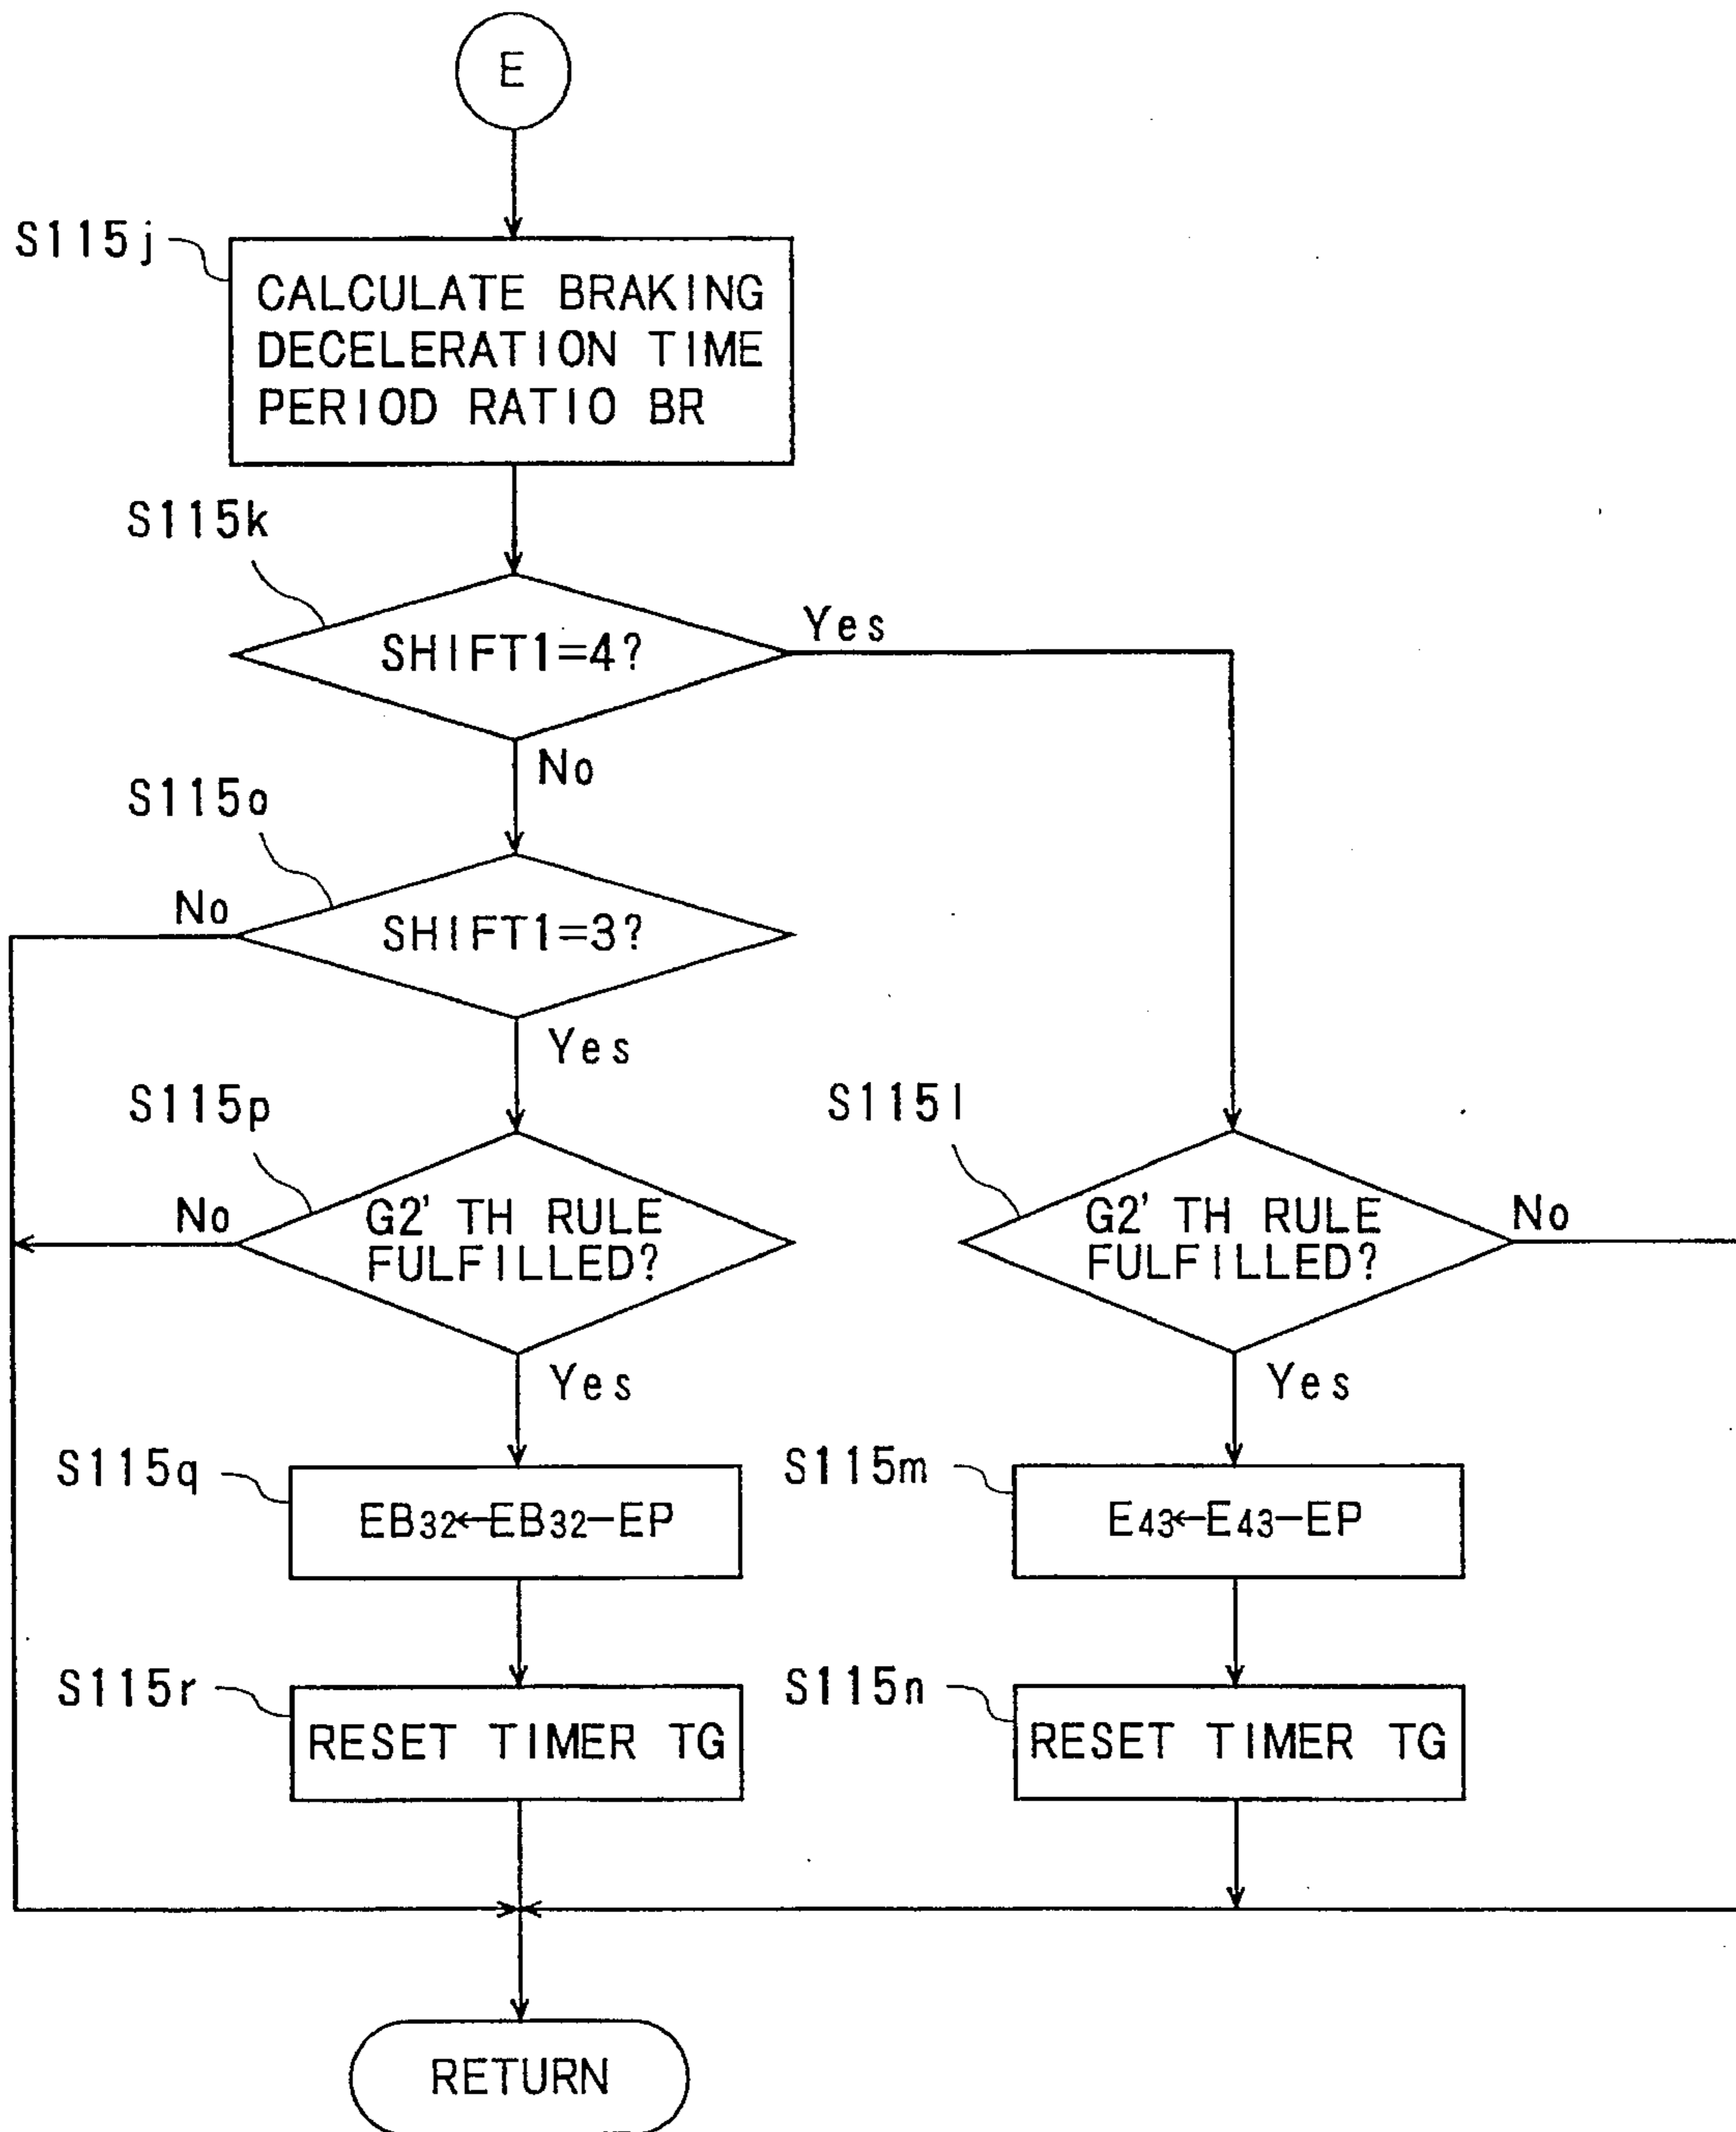 E
S115j
CALCULATE BRAKING
DECELERATION TIME
PERIOD RATIO BR
S115k
SHIFT1=4?
Yes
No
S115o
SHIFT1=3?
No
Yes
S115p
G2' TH RULE
FULFILLED?
No
Yes
S115l
G2' TH RULE
FULFILLED?
No
Yes
S115q
EB32←EB32−EP
S115m
E43←E43−EP
S115r
RESET TIMER TG
S115n
RESET TIMER TG
RETURN